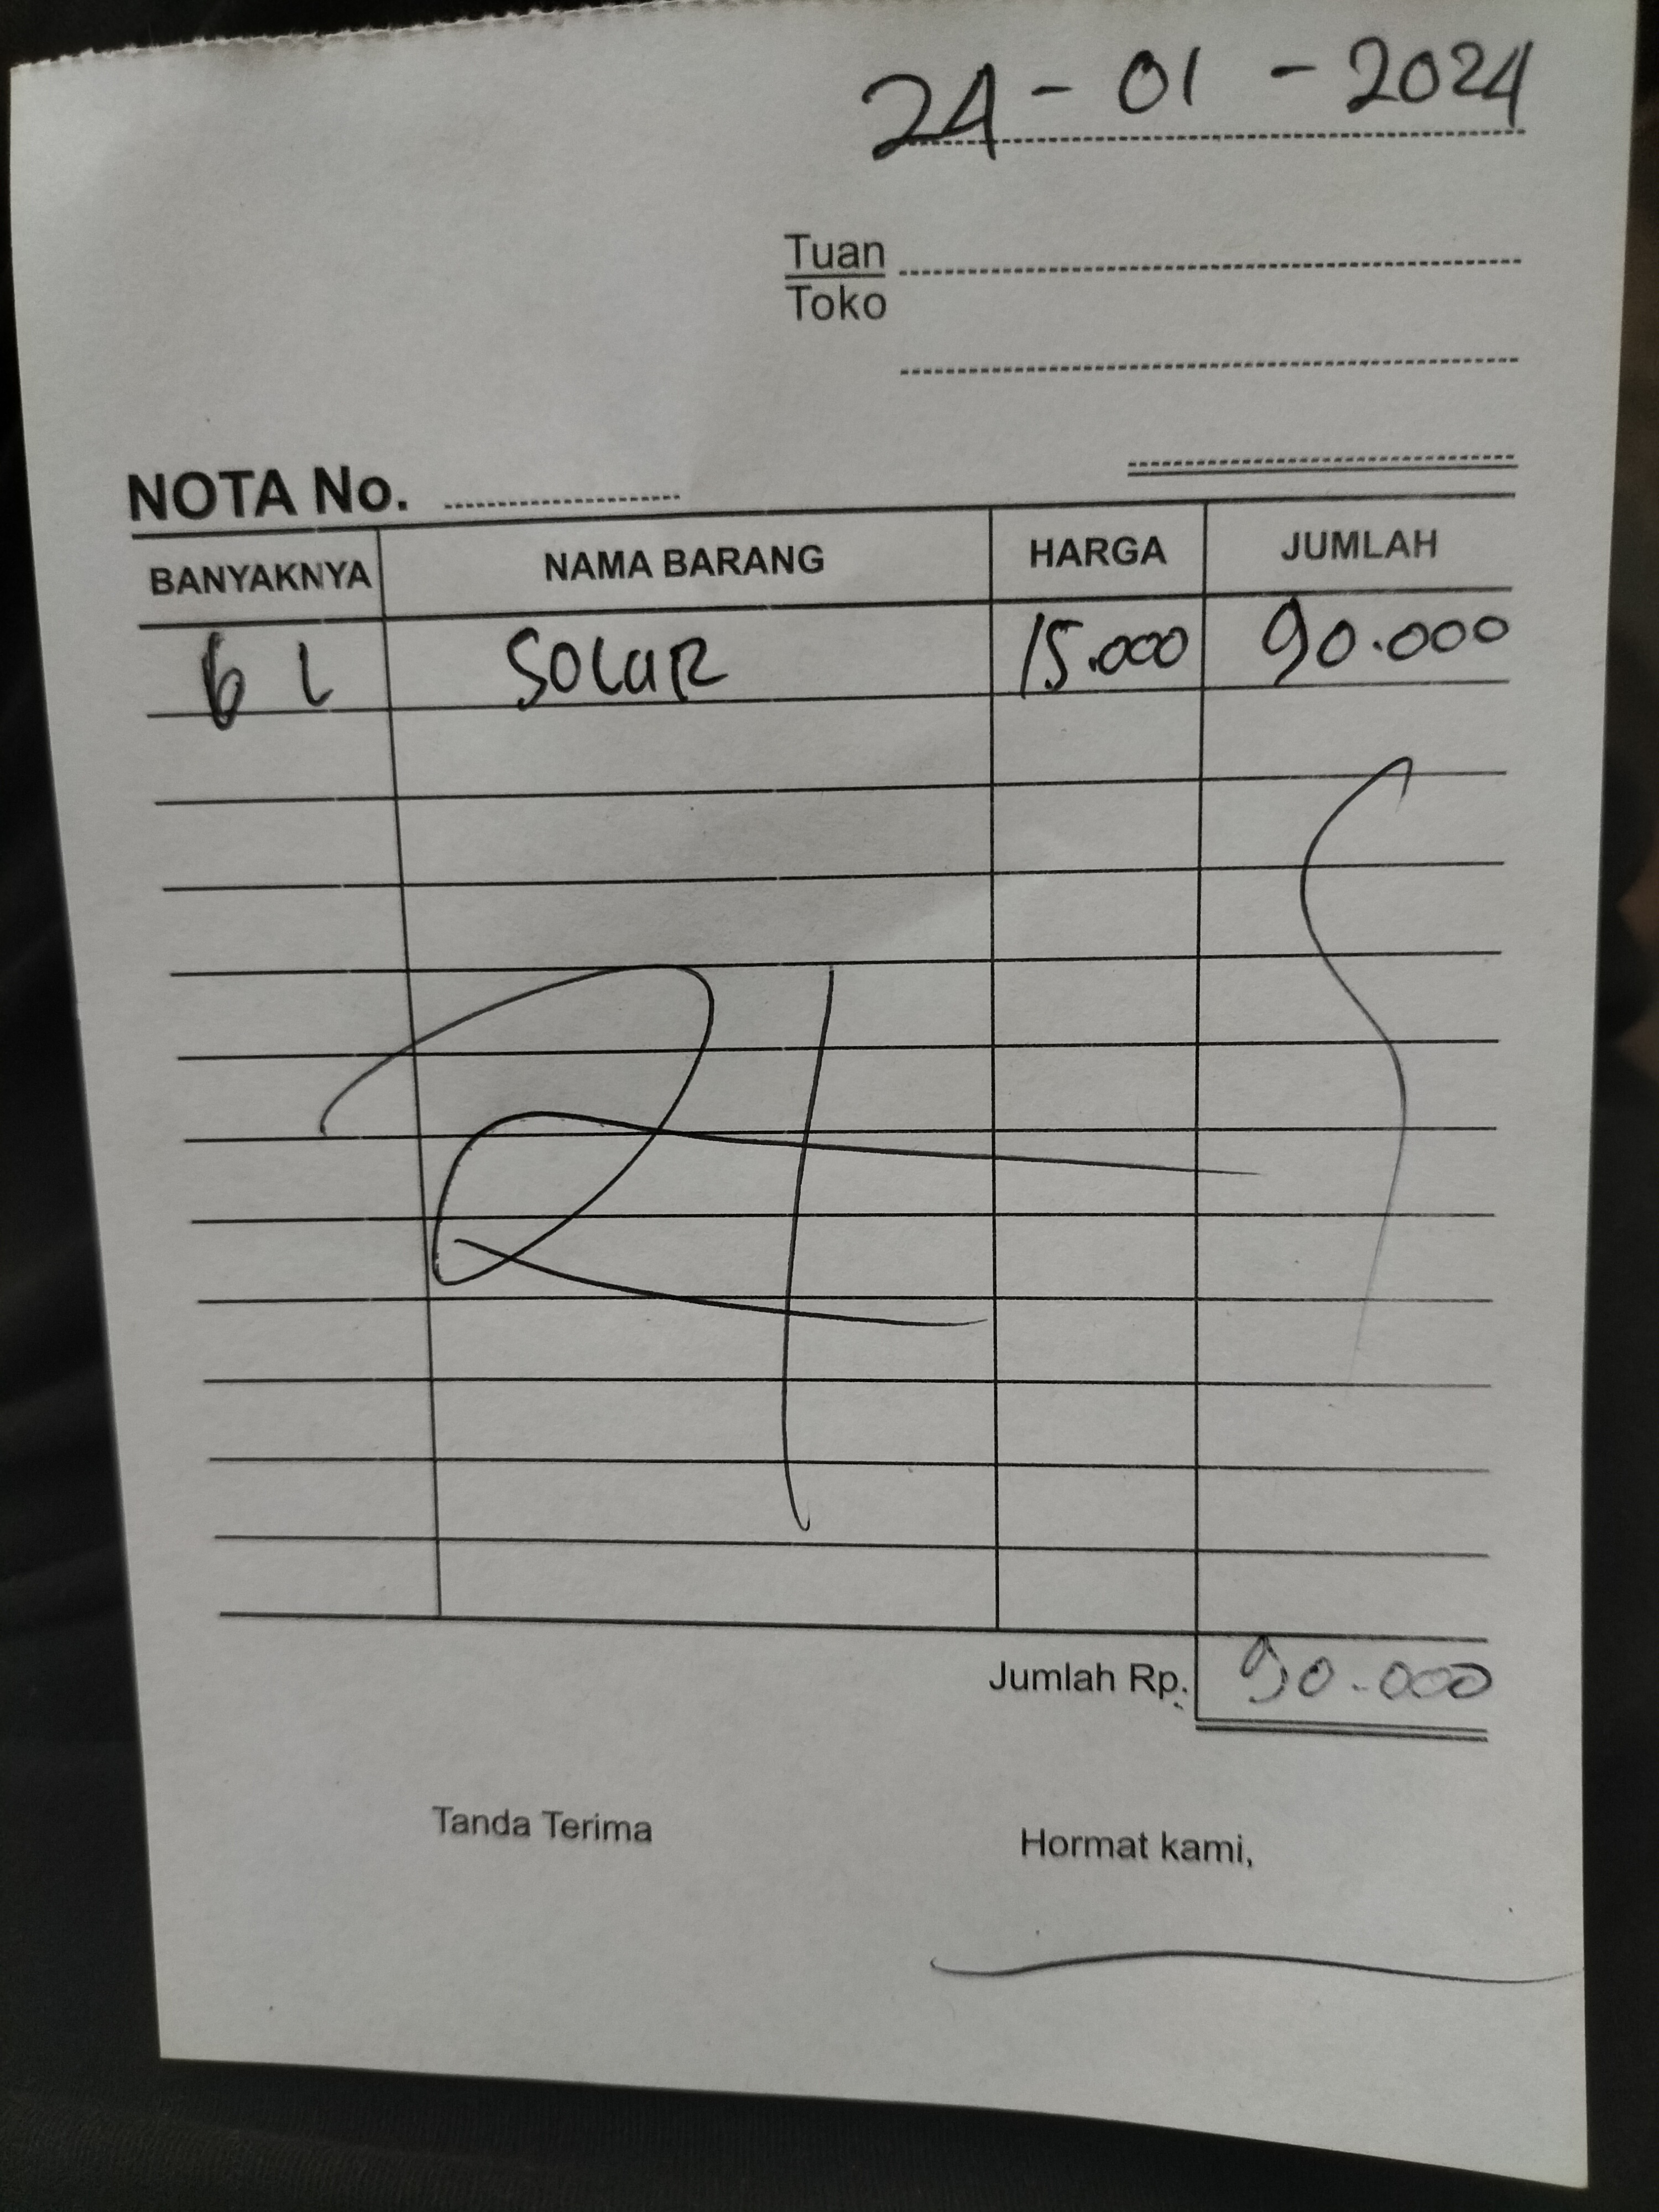 24 - 01 - 2024
Tuan
Toko
NOTA No.
BANYAKNYA NAMA BARANG HARGA JUMLAH
6 L SOLaR 15.000 90.000
Jumlah Rp. 90.000
Tanda Terima Hormat kami,